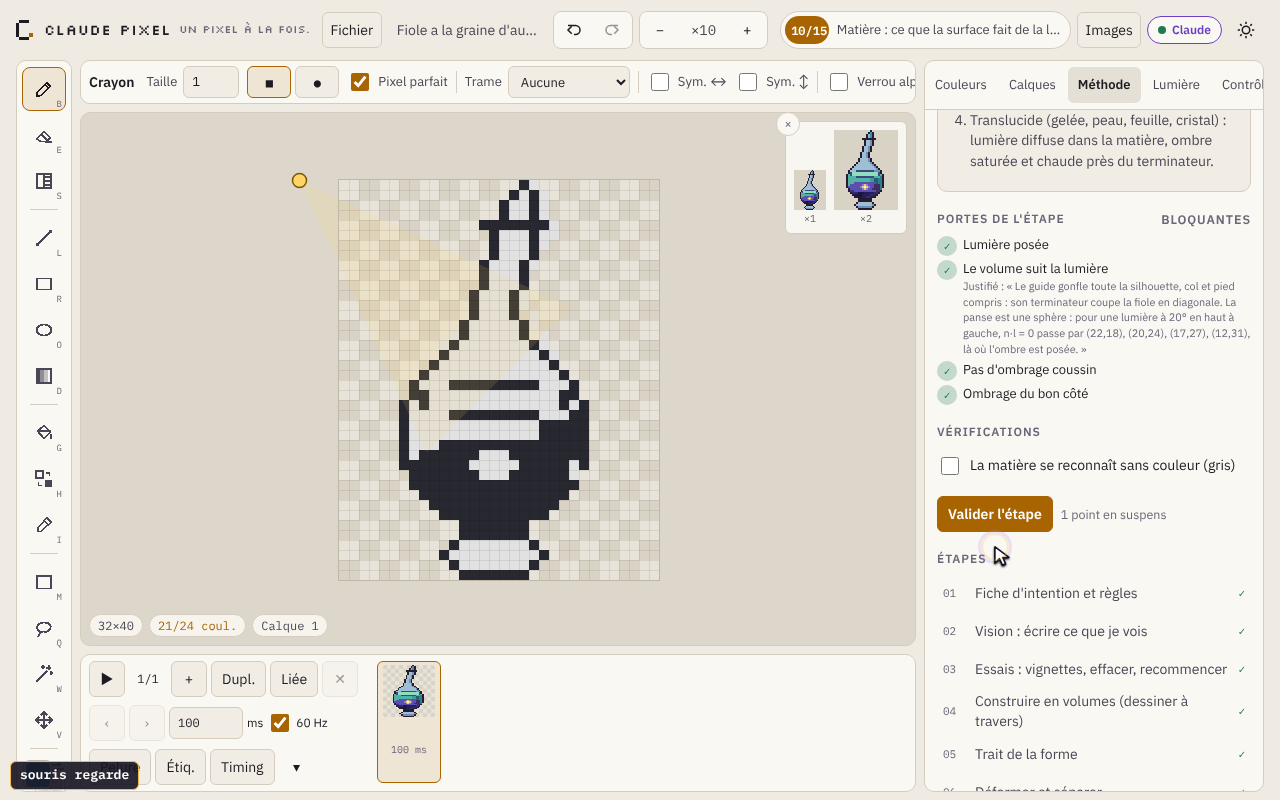 CLAUDE PIXEL UN PIXEL À LA FOIS. Fichier Fiole a la graine d'au... − ×10 + 10/15 Matière : ce que la surface fait de la l... Images Claude
Crayon Taille 1 Pixel parfait Trame Aucune Sym. Sym. Verrou alp
Couleurs Calques Méthode Lumière Contrôl
B
E
S
L
R
O
D
G
H
I
M
Q
W
V
×1 ×2
4. Translucide (gelée, peau, feuille, cristal) :
lumière diffuse dans la matière, ombre
saturée et chaude près du terminateur.
PORTES DE L'ÉTAPE BLOQUANTES
Lumière posée
Le volume suit la lumière
Justifié : « Le guide gonfle toute la silhouette, col et pied
compris : son terminateur coupe la fiole en diagonale. La
panse est une sphère : pour une lumière à 20° en haut à
gauche, n·l = 0 passe par (22,18), (20,24), (17,27), (12,31),
là où l'ombre est posée. »
Pas d'ombrage coussin
Ombrage du bon côté
VÉRIFICATIONS
La matière se reconnaît sans couleur (gris)
Valider l'étape 1 point en suspens
ÉTAPES
01 Fiche d'intention et règles
02 Vision : écrire ce que je vois
03 Essais : vignettes, effacer, recommencer
04 Construire en volumes (dessiner à
travers)
05 Trait de la forme
32×40 21/24 coul. Calque 1
1/1 + Dupl. Liée
100 ms 60 Hz
Étiq. Timing
100 ms
souris regarde